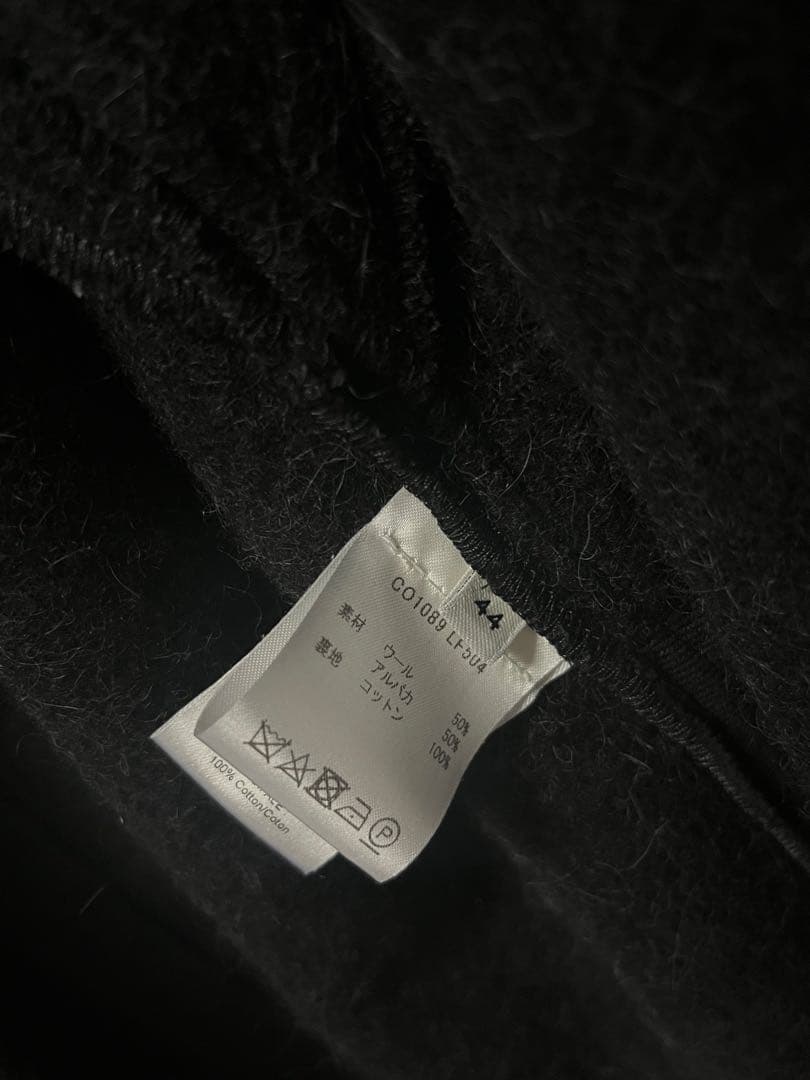 44
CO1089 LF504
素材 ウール 50%
アルパカ 50%
裏地 コットン 100%
P
100% Cotton/Coton